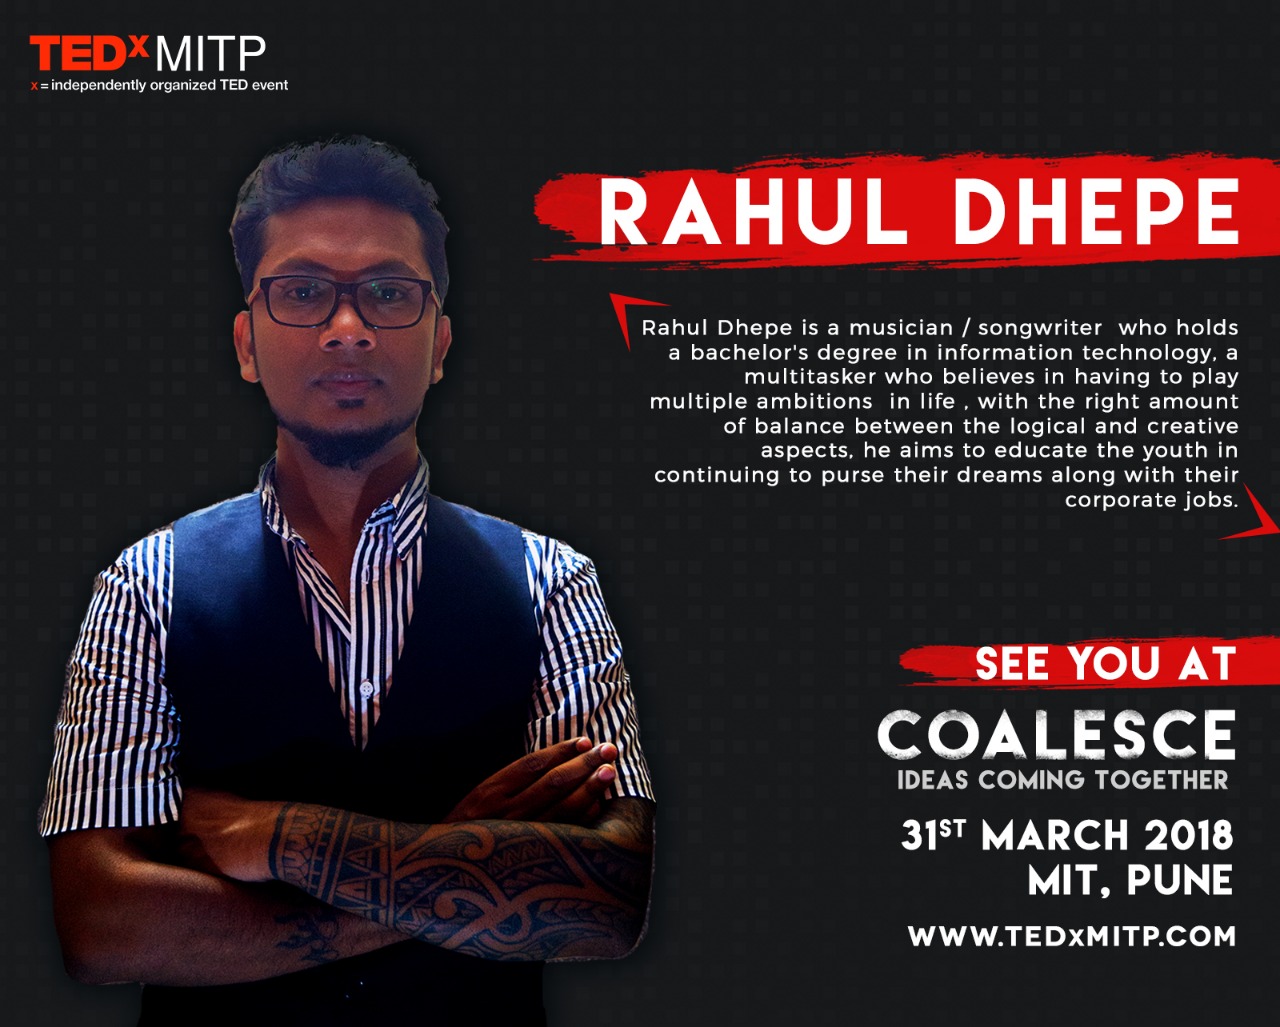 TEDxMITP
x = independently organized TED event
RAHUL DHEPE
Rahul Dhepe is a musician / songwriter who holds
a bachelor's degree in information technology, a
multitasker who believes in having to play
multiple ambitions in life , with the right amount
of balance between the logical and creative
aspects, he aims to educate the youth in
continuing to purse their dreams along with their
corporate jobs.
SEE YOU AT
COALESCE
IDEAS COMING TOGETHER
31ST MARCH 2018
MIT, PUNE
WWW.TEDxMITP.COM